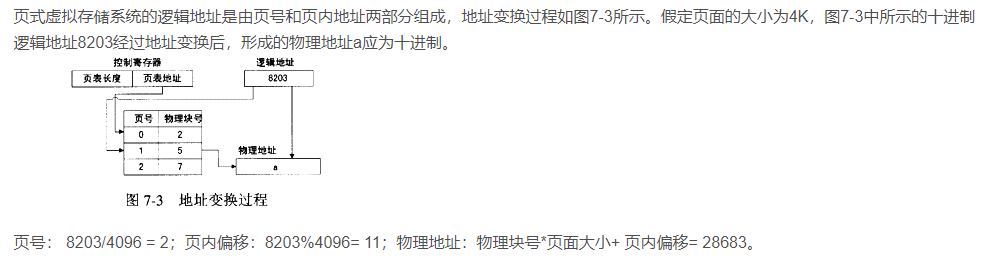 页式虚拟存储系统的逻辑地址是由页号和页内地址两部分组成，地址变换过程如图7-3所示。假定页面的大小为4K，图7-3中所示的十进制
逻辑地址8203经过地址变换后，形成的物理地址a应为十进制。
控制寄存器 逻辑地址
页表长度 页表地址 8203
页号 物理块号
0 2
物理地址
1 5
2 7 a
图 7-3 地址变换过程
页号： 8203/4096 = 2；页内偏移：8203%4096= 11；物理地址：物理块号*页面大小+ 页内偏移= 28683。